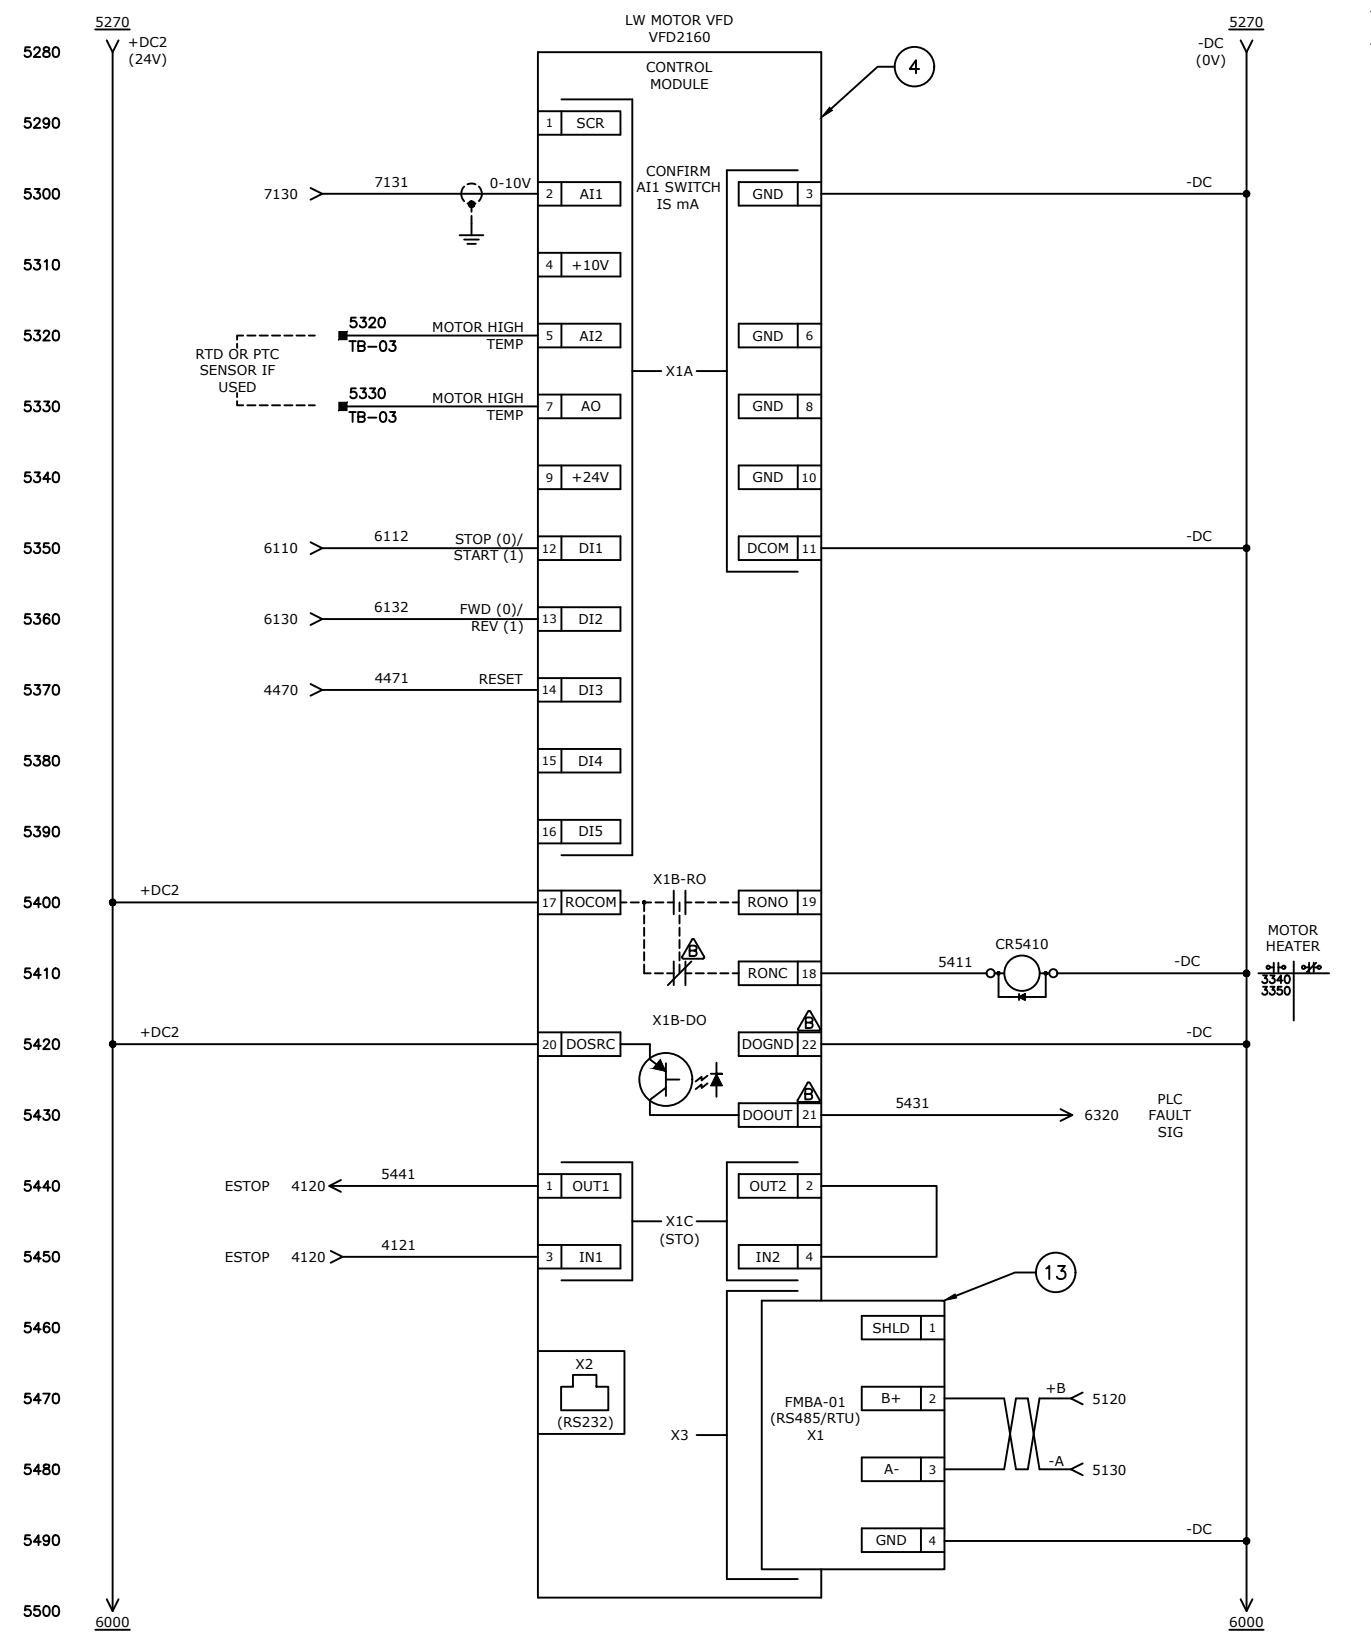 5270
LW MOTOR VFD
VFD2160
5270
5280
+DC2
(24V)
-DC
(0V)
CONTROL
MODULE
4
5290
1 SCR
CONFIRM
AI1 SWITCH
IS mA
5300
7130
7131
0-10V
2 AI1
GND 3
-DC
5310
4 +10V
5320
5320
TB-03
MOTOR HIGH
TEMP
5 AI2
GND 6
RTD OR PTC
SENSOR IF
USED
X1A
5330
5330
TB-03
MOTOR HIGH
TEMP
7 AO
GND 8
5340
9 +24V
GND 10
5350
6110
6112
STOP (0)/
START (1)
12 DI1
DCOM 11
-DC
5360
6130
6132
FWD (0)/
REV (1)
13 DI2
5370
4470
4471
RESET
14 DI3
5380
15 DI4
5390
16 DI5
5400
+DC2
17 ROCOM
X1B-RO
RONO 19
5410
B
RONC 18
5411
CR5410
-DC
MOTOR
HEATER
3340
3350
5420
+DC2
20 DOSRC
X1B-DO
B
DOGND 22
-DC
5430
B
DOOUT 21
5431
6320
PLC
FAULT
SIG
5440
ESTOP 4120
5441
1 OUT1
OUT2 2
X1C
(STO)
5450
ESTOP 4120
4121
3 IN1
IN2 4
13
5460
SHLD 1
5470
X2
(RS232)
FMBA-01
(RS485/RTU)
X1
B+ 2
+B
5120
X3
5480
A- 3
-A
5130
5490
GND 4
-DC
5500
6000
6000